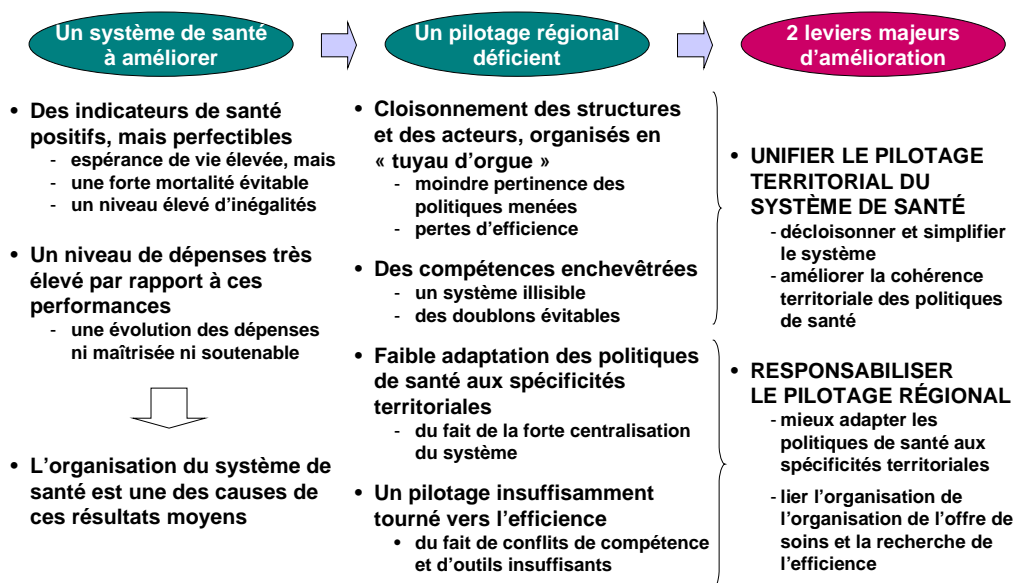 Un système de santé
à améliorer
Un pilotage régional
déficient
2 leviers majeurs
d'amélioration
• Des indicateurs de santé
positifs, mais perfectibles
- espérance de vie élevée, mais
- une forte mortalité évitable
- un niveau élevé d'inégalités
• Un niveau de dépenses très
élevé par rapport à ces
performances
- une évolution des dépenses
ni maîtrisée ni soutenable
• L'organisation du système de
santé est une des causes de
ces résultats moyens
• Cloisonnement des structures
et des acteurs, organisés en
« tuyau d'orgue »
- moindre pertinence des
politiques menées
- pertes d'efficience
• Des compétences enchevêtrées
- un système illisible
- des doublons évitables
• Faible adaptation des politiques
de santé aux spécificités
territoriales
- du fait de la forte centralisation
du système
• Un pilotage insuffisamment
tourné vers l'efficience
• du fait de conflits de compétence
et d'outils insuffisants
• UNIFIER LE PILOTAGE
TERRITORIAL DU
SYSTÈME DE SANTÉ
- décloisonner et simplifier
le système
- améliorer la cohérence
territoriale des politiques
de santé
• RESPONSABILISER
LE PILOTAGE RÉGIONAL
- mieux adapter les
politiques de santé aux
spécificités territoriales
- lier l'organisation de
l'organisation de l'offre de
soins et la recherche de
l'efficience